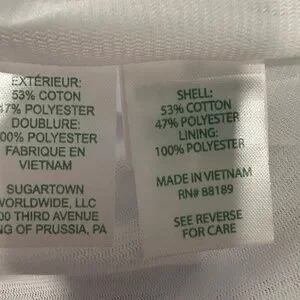 EXTÉRIEUR:
53% COTON
47% POLYESTER
DOUBLURE:
100% POLYESTER
FABRIQUE EN
VIETNAM
SUGARTOWN
WORLDWIDE, LLC
THIRD AVENUE
OF PRUSSIA, PA
SHELL:
53% COTTON
47% POLYESTER
LINING:
100% POLYESTER
MADE IN VIETNAM
RN# 88189
SEE REVERSE
FOR CARE